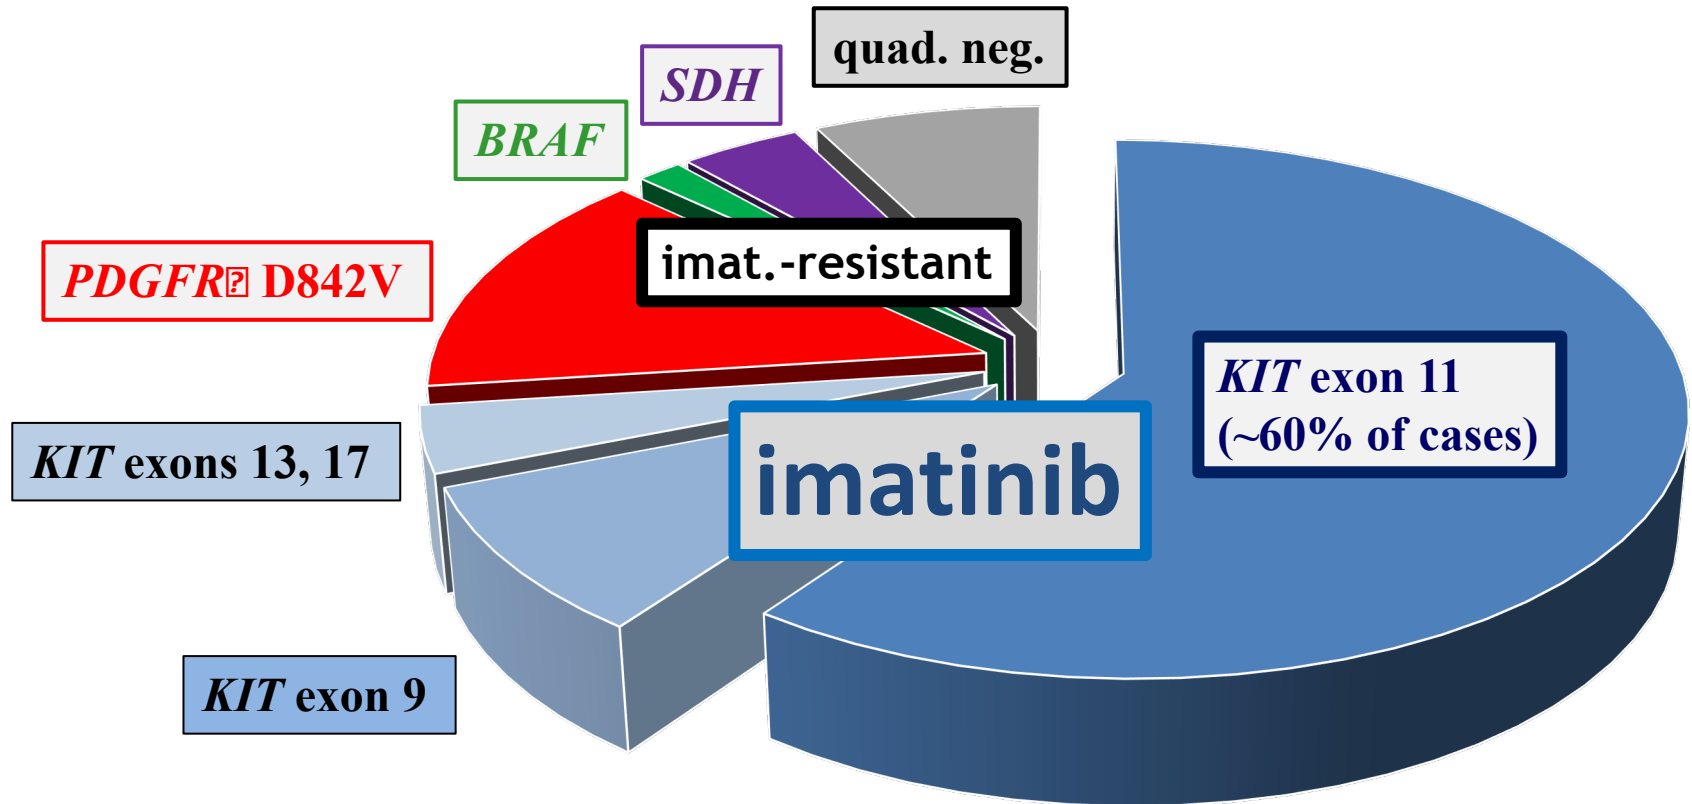 quad. neg.
SDH
BRAF
imat.-resistant
PDGFR⍰ D842V
KIT exon 11
(~60% of cases)
KIT exons 13, 17
imatinib
KIT exon 9